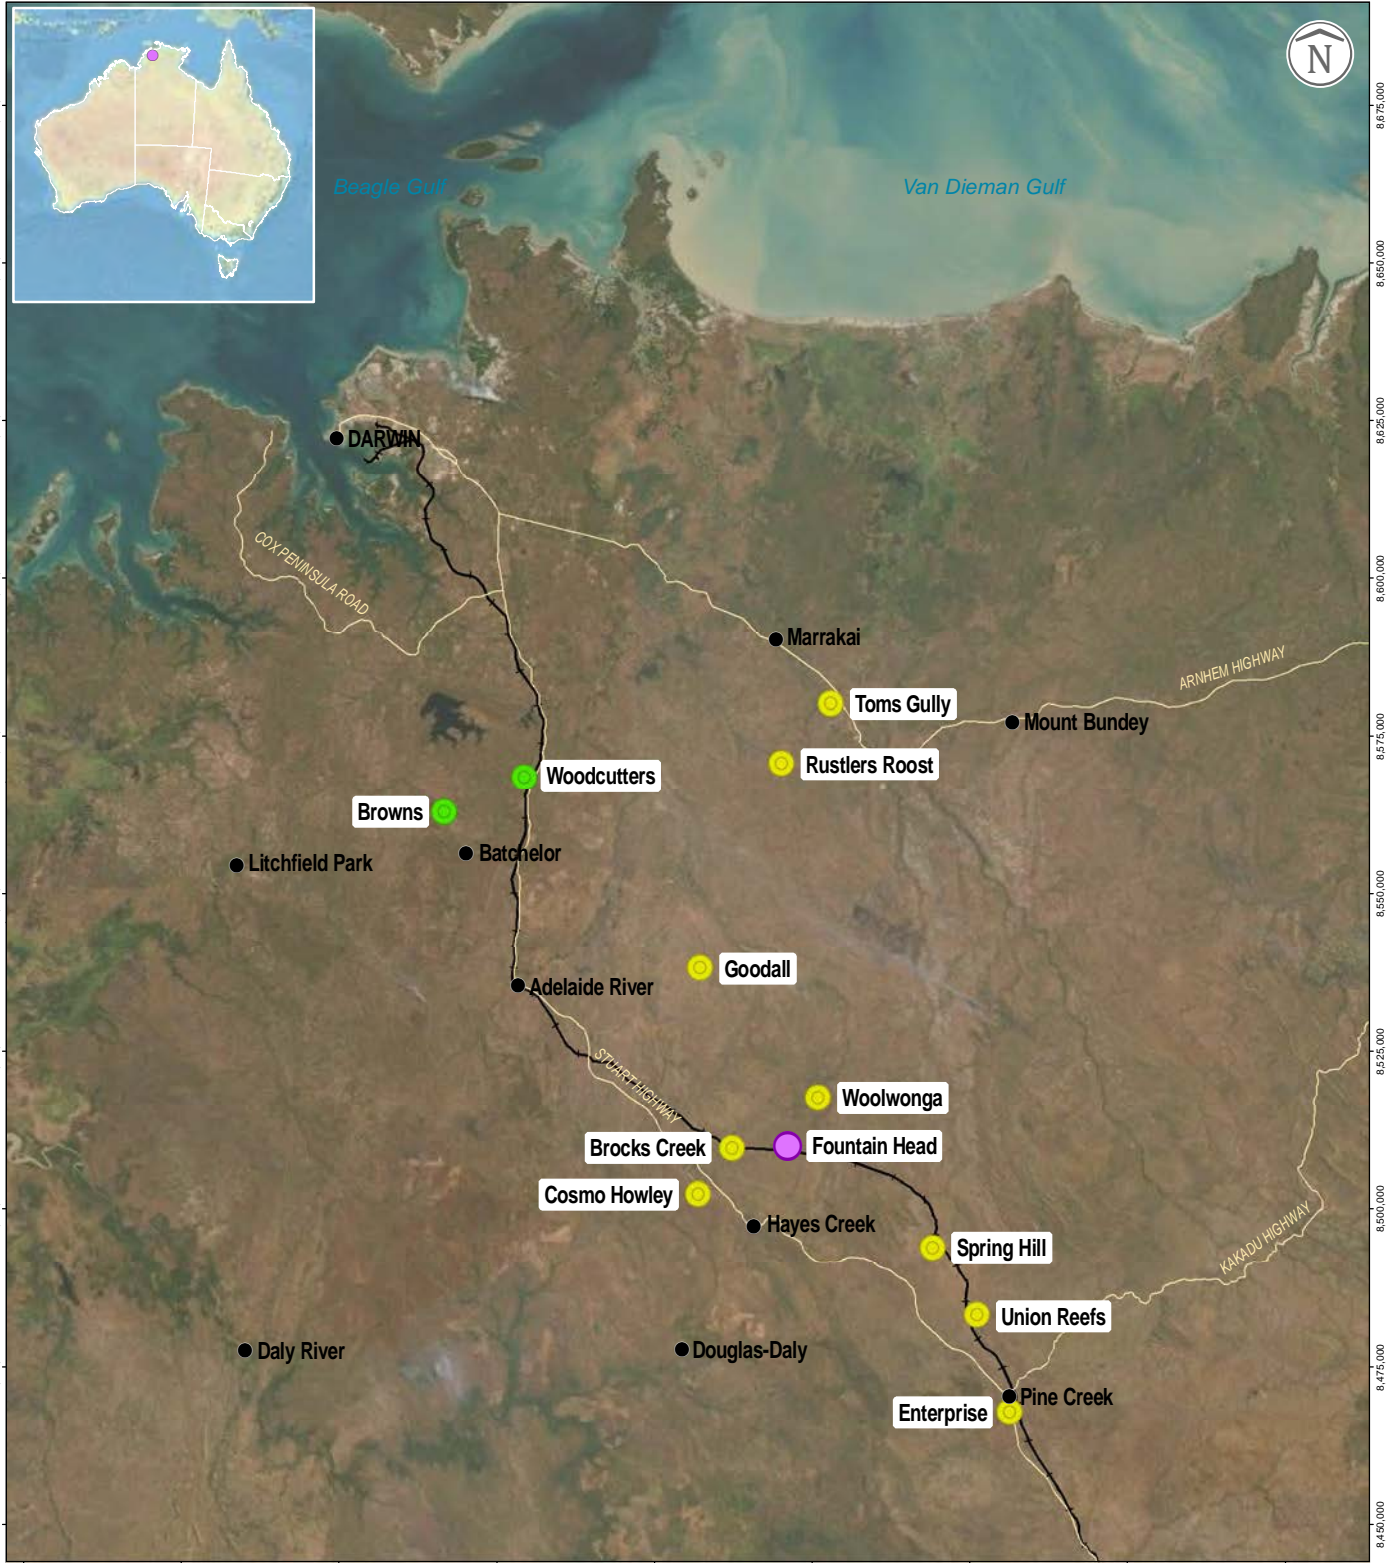 N
8,675,000
Beagle Gulf
Van Dieman Gulf
8,650,000
8,625,000
DARWIN
COX PENINSULA ROAD
8,600,000
Marrakai
ARNHEM HIGHWAY
Toms Gully
Mount Bundey
8,575,000
Rustlers Roost
Woodcutters
Browns
Batchelor
Litchfield Park
8,550,000
Goodall
Adelaide River
8,525,000
STUART HIGHWAY
Woolwonga
Brocks Creek
Fountain Head
Cosmo Howley
8,500,000
Hayes Creek
KAKADU HIGHWAY
Spring Hill
Union Reefs
Daly River
Douglas-Daly
8,475,000
Pine Creek
Enterprise
8,450,000